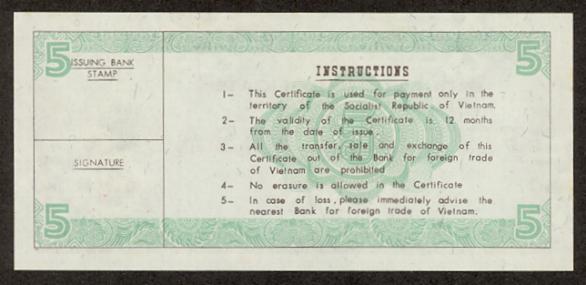 5
5
ISSUING BANK
STAMP
INSTRUCTIONS
1- This Certificate is used for payment only in the
territory of the Socialist Republic of Vietnam.
2- The validity of the Certificate is 12 months
from the date of issue.
3- All the transfer, sale and exchange of this
Certificate out of the Bank for foreign trade
of Vietnam are prohibited
4- No erasure is allowed in the Certificate
5- In case of loss, please immediately advise the
nearest Bank for foreign trade of Vietnam.
SIGNATURE
5
5